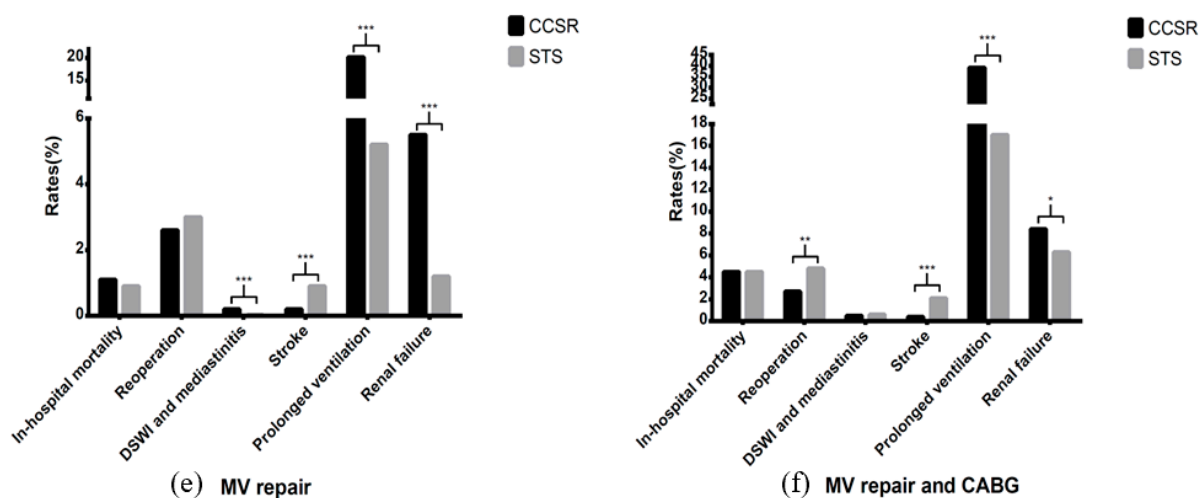 CCSR
STS
Rates(%)
20
15
6
4
2
0
***
***
***
***
In-hospital mortality
Reoperation
DSWI and mediastinitis
Stroke
Prolonged ventilation
Renal failure
(e) MV repair
CCSR
STS
Rates(%)
45
40
35
30
25
18
16
14
12
10
8
6
4
2
0
**
***
***
*
In-hospital mortality
Reoperation
DSWI and mediastinitis
Stroke
Prolonged ventilation
Renal failure
(f) MV repair and CABG